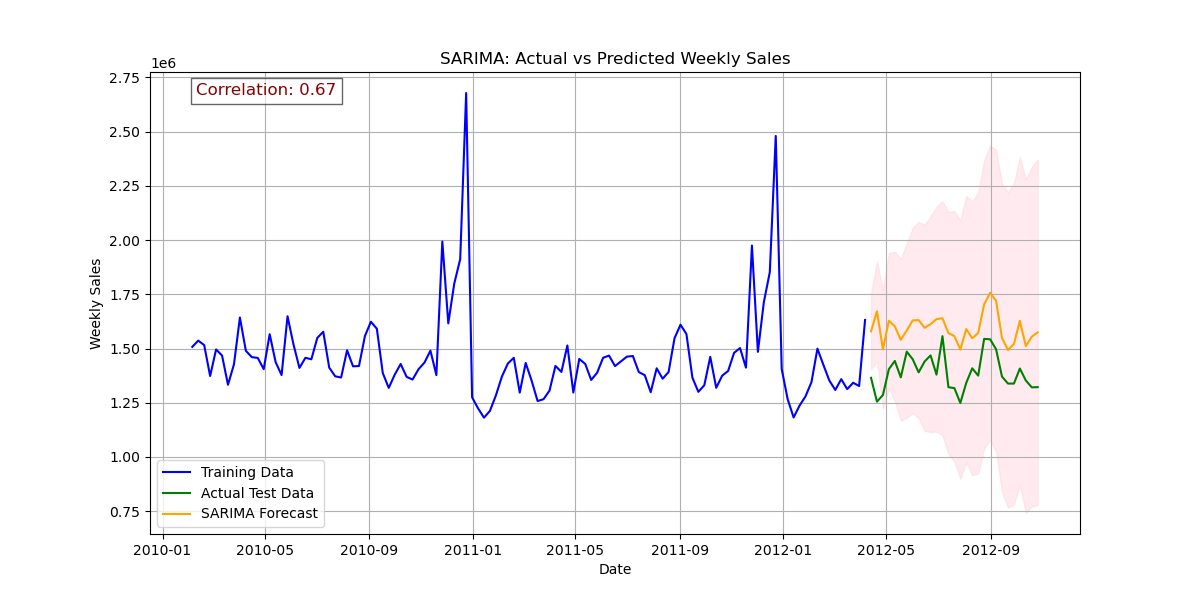 SARIMA: Actual vs Predicted Weekly Sales
1e6
Correlation: 0.67
2.75
2.50
2.25
2.00
1.75
1.50
1.25
1.00
0.75
Weekly Sales
Training Data
Actual Test Data
SARIMA Forecast
2010-01 2010-05 2010-09 2011-01 2011-05 2011-09 2012-01 2012-05 2012-09
Date